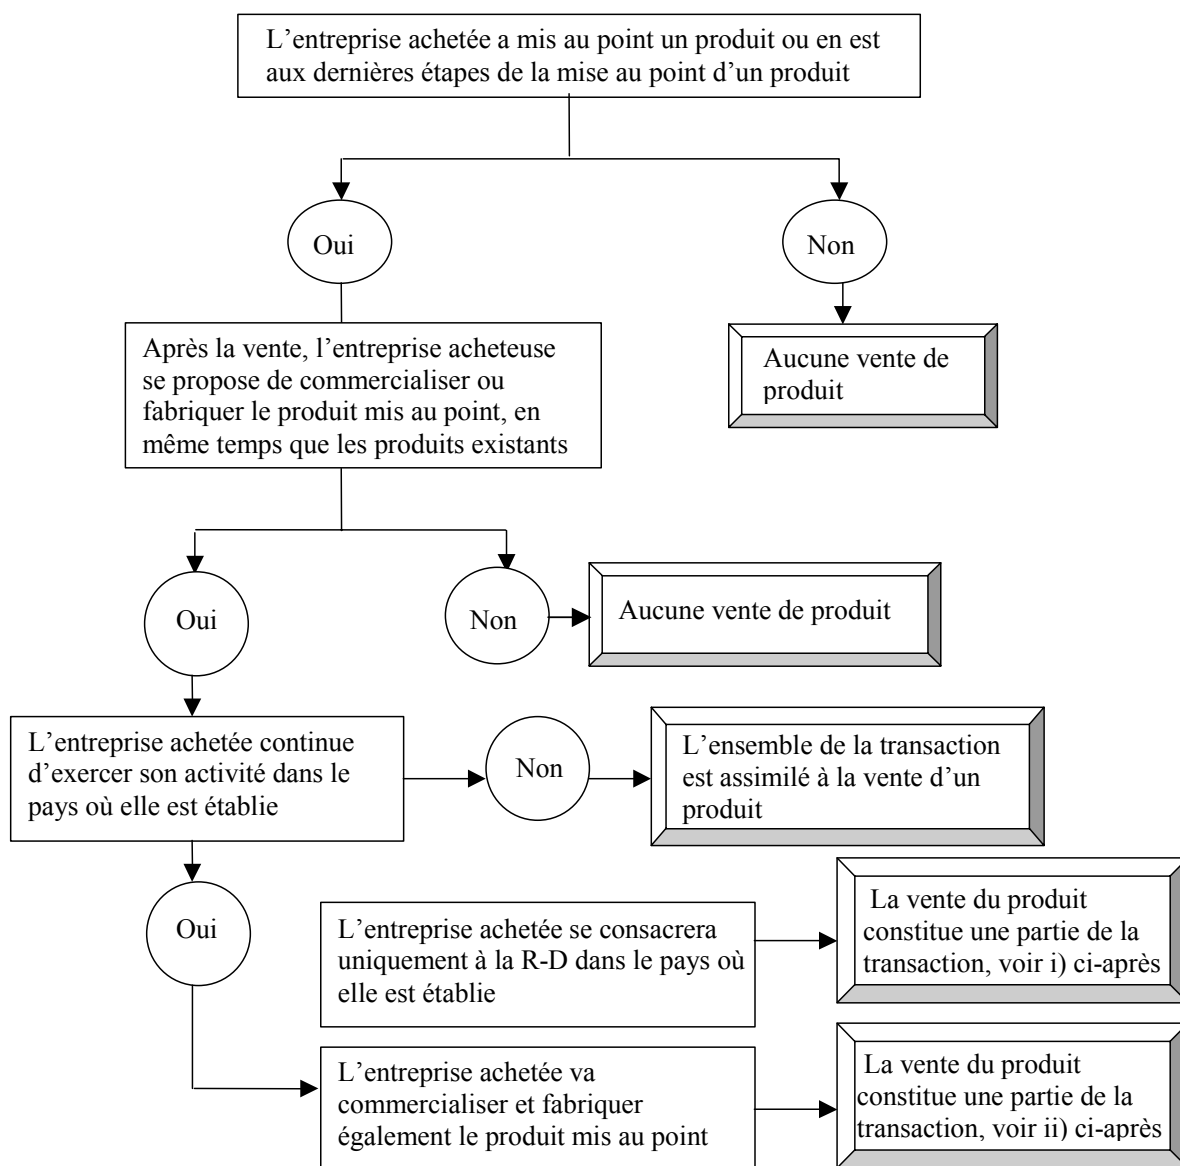 L’entreprise achetée a mis au point un produit ou en est
aux dernières étapes de la mise au point d’un produit
Oui
Non
Après la vente, l’entreprise acheteuse
se propose de commercialiser ou
fabriquer le produit mis au point, en
même temps que les produits existants
Aucune vente de
produit
Oui
Non
Aucune vente de produit
L’entreprise achetée continue
d’exercer son activité dans le
pays où elle est établie
Non
L’ensemble de la transaction
est assimilé à la vente d’un
produit
Oui
L’entreprise achetée se consacrera
uniquement à la R-D dans le pays où
elle est établie
La vente du produit
constitue une partie de la
transaction, voir i) ci-après
L’entreprise achetée va
commercialiser et fabriquer
également le produit mis au point
La vente du produit
constitue une partie de la
transaction, voir ii) ci-après